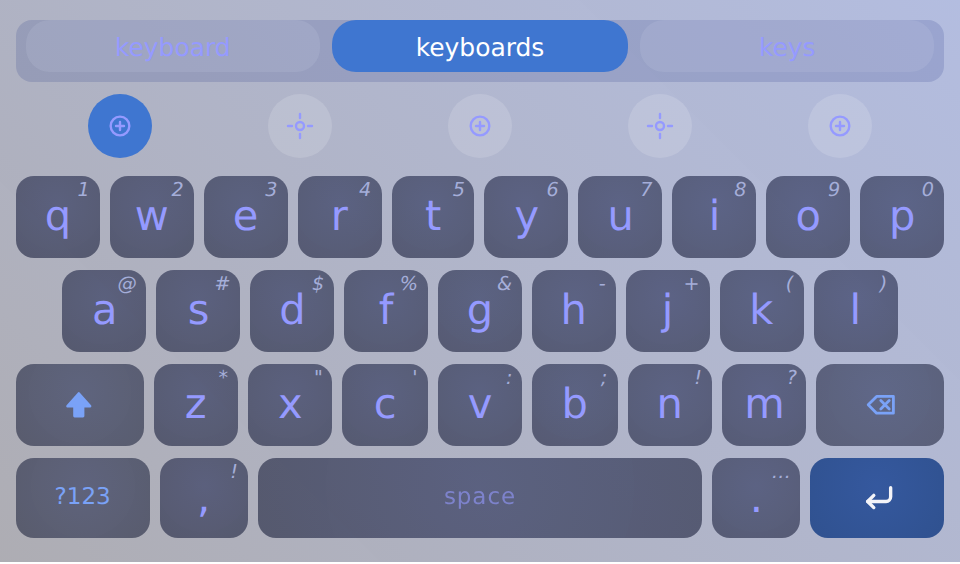 keyboard keyboards keys
q 1 w 2 e 3 r 4 t 5 y 6 u 7 i 8 o 9 p 0
a @ s # d $ f % g & h - j + k ( l )
z * x " c ' v : b ; n ! m ?
?123 , ! space . ...